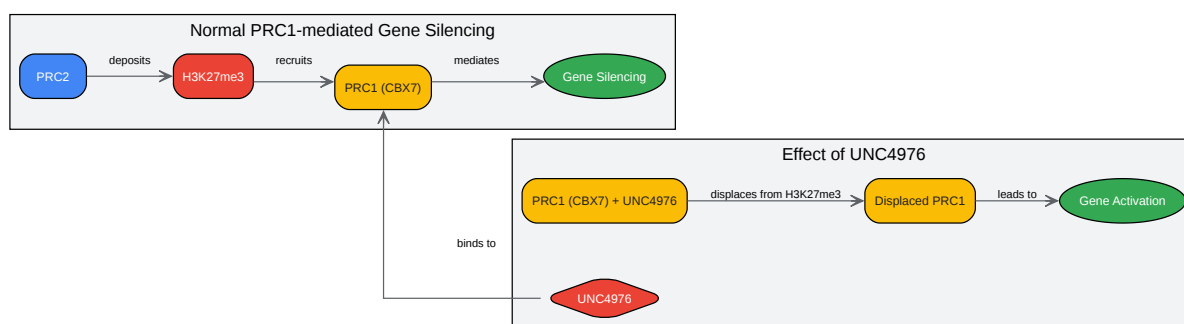 Normal PRC1-mediated Gene Silencing
PRC2
deposits
H3K27me3
recruits
PRC1 (CBX7)
mediates
Gene Silencing
Effect of UNC4976
PRC1 (CBX7) + UNC4976
displaces from H3K27me3
Displaced PRC1
leads to
Gene Activation
binds to
UNC4976